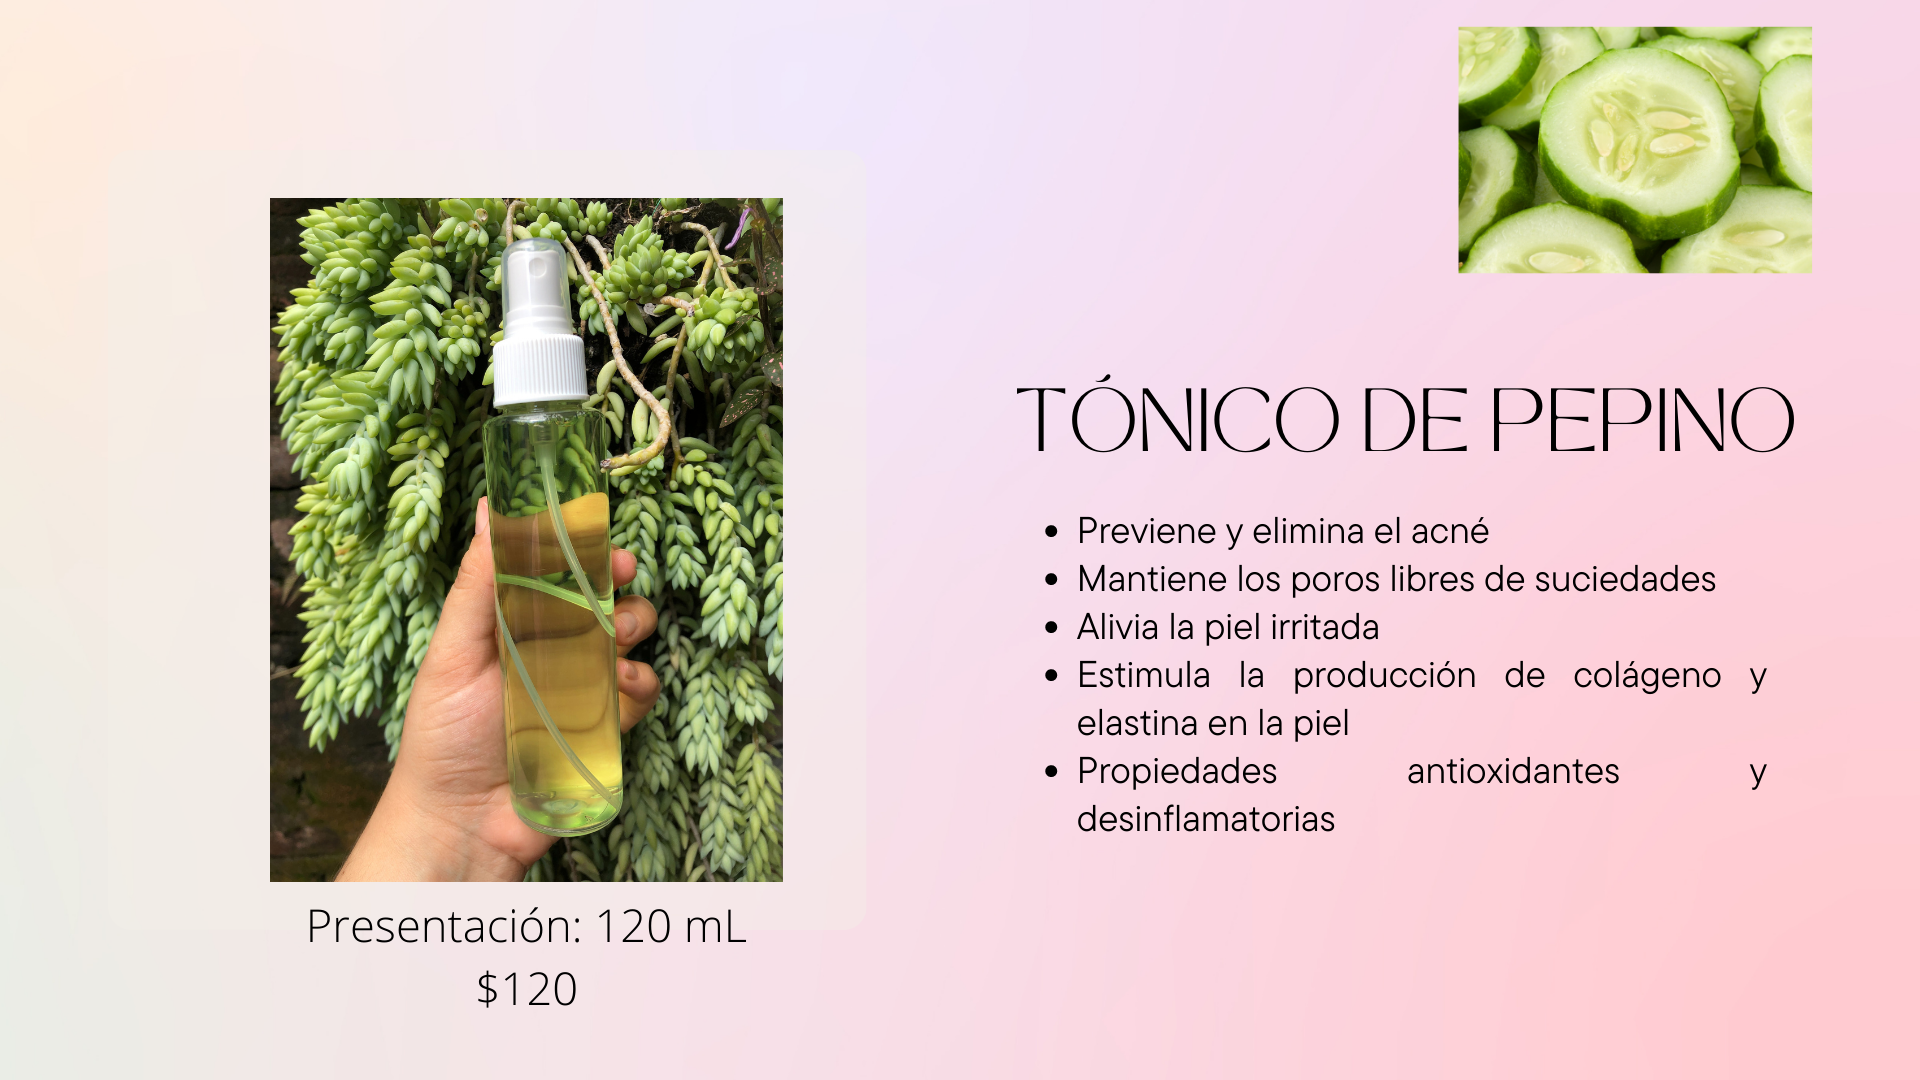 TÓNICO DE PEPINO
• Previene y elimina el acné
• Mantiene los poros libres de suciedades
• Alivia la piel irritada
• Estimula la producción de colágeno y
elastina en la piel
• Propiedades antioxidantes y
desinflamatorias
Presentación: 120 mL
$120